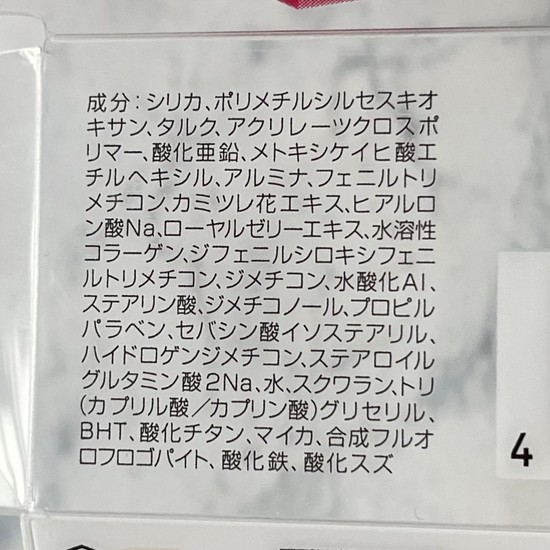 成分:シリカ、ポリメチルシルセスキオ
キサン、タルク、アクリレーツクロスポ
リマー、酸化亜鉛、メトキシケイヒ酸エ
チルヘキシル、アルミナ、フェニルトリ
メチコン、カミツレ花エキス、ヒアルロ
ン酸Na、ローヤルゼリーエキス、水溶性
コラーゲン、ジフェニルシロキシフェニ
ルトリメチコン、ジメチコン、水酸化Al、
ステアリン酸、ジメチコノール、プロピル
パラベン、セバシン酸イソステアリル、
ハイドロゲンジメチコン、ステアロイル
グルタミン酸2Na、水、スクワラン、トリ
(カプリル酸/カプリン酸)グリセリル、
BHT、酸化チタン、マイカ、合成フルオ
ロフロゴパイト、酸化鉄、酸化スズ
4